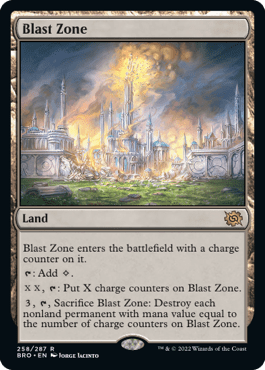 Blast Zone
Land
Blast Zone enters the battlefield with a charge
counter on it.
: Add .
X X, : Put X charge counters on Blast Zone.
3, , Sacrifice Blast Zone: Destroy each
nonland permanent with mana value equal to
the number of charge counters on Blast Zone.
258/287 R
BRO • EN Jorge Jacinto
™ & © 2022 Wizards of the Coast